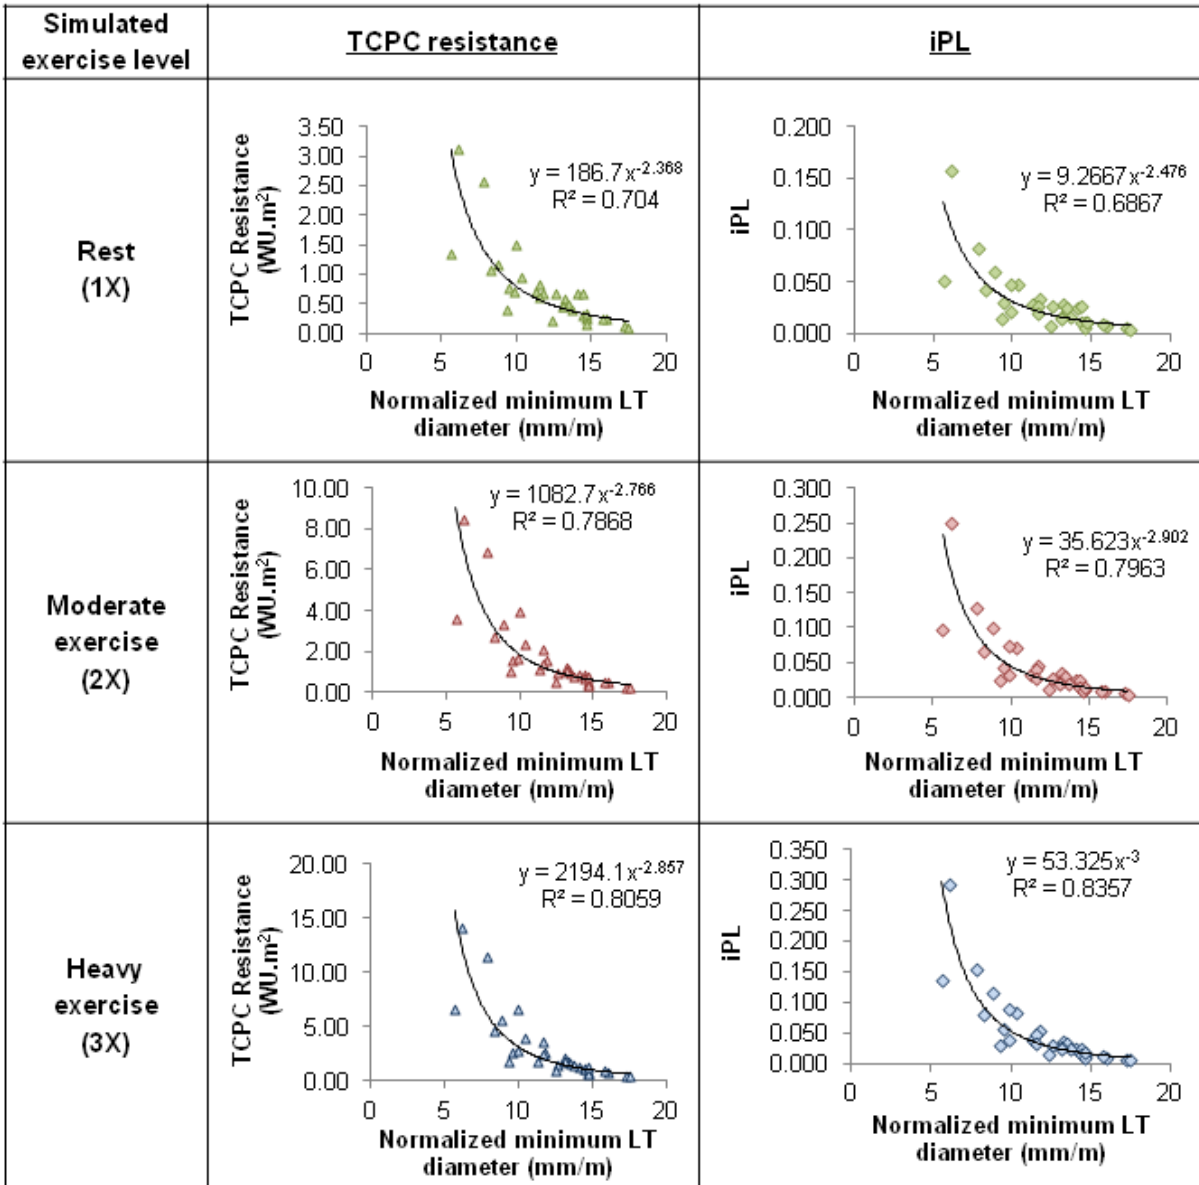 Simulated
exercise level
TCPC resistance
iPL
Rest
(1X)
TCPC Resistance
(WU.m²)
3.50
3.00
2.50
2.00
1.50
1.00
0.50
0.00
y = 186.7x^-2.368
R² = 0.704
0 5 10 15 20
Normalized minimum LT
diameter (mm/m)
iPL
0.200
0.150
0.100
0.050
0.000
y = 9.2667x^-2.476
R² = 0.6867
0 5 10 15 20
Normalized minimum LT
diameter (mm/m)
Moderate
exercise
(2X)
TCPC Resistance
(WU.m²)
10.00
8.00
6.00
4.00
2.00
0.00
y = 1082.7x^-2.766
R² = 0.7868
0 5 10 15 20
Normalized minimum LT
diameter (mm/m)
iPL
0.300
0.250
0.200
0.150
0.100
0.050
0.000
y = 35.623x^-2.902
R² = 0.7963
0 5 10 15 20
Normalized minimum LT
diameter (mm/m)
Heavy
exercise
(3X)
TCPC Resistance
(WU.m²)
20.00
15.00
10.00
5.00
0.00
y = 2194.1x^-2.857
R² = 0.8059
0 5 10 15 20
Normalized minimum LT
diameter (mm/m)
iPL
0.350
0.300
0.250
0.200
0.150
0.100
0.050
0.000
y = 53.325x^-3
R² = 0.8357
0 5 10 15 20
Normalized minimum LT
diameter (mm/m)